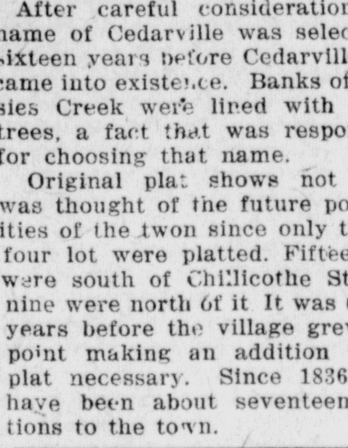 After careful consideration
name of Cedarville was selec
sixteen years before Cedarvill
came into existence. Banks of
sies Creek were lined with
trees, a fact that was respo
for choosing that name.
Original plat shows not
was thought of the future po
ities of the twon since only t
four lot were platted. Fiftee
were south of Chillicothe St
nine were north of it It was
years before the village grew
point making an addition
plat necessary. Since 1836
have been about seventeen
tions to the town.